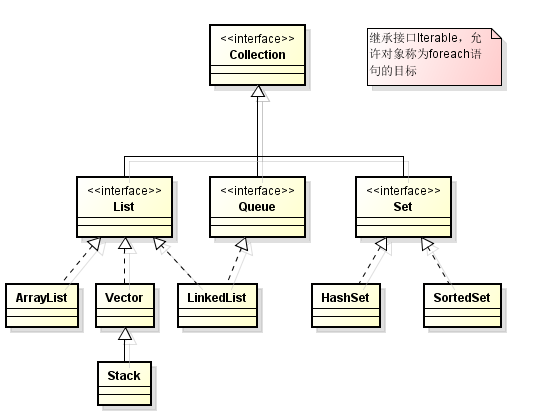 <<interface>>
Collection
继承接口Iterable，允
许对象称为foreach语
句的目标
<<interface>>
List
<<interface>>
Queue
<<interface>>
Set
ArrayList
Vector
LinkedList
HashSet
SortedSet
Stack